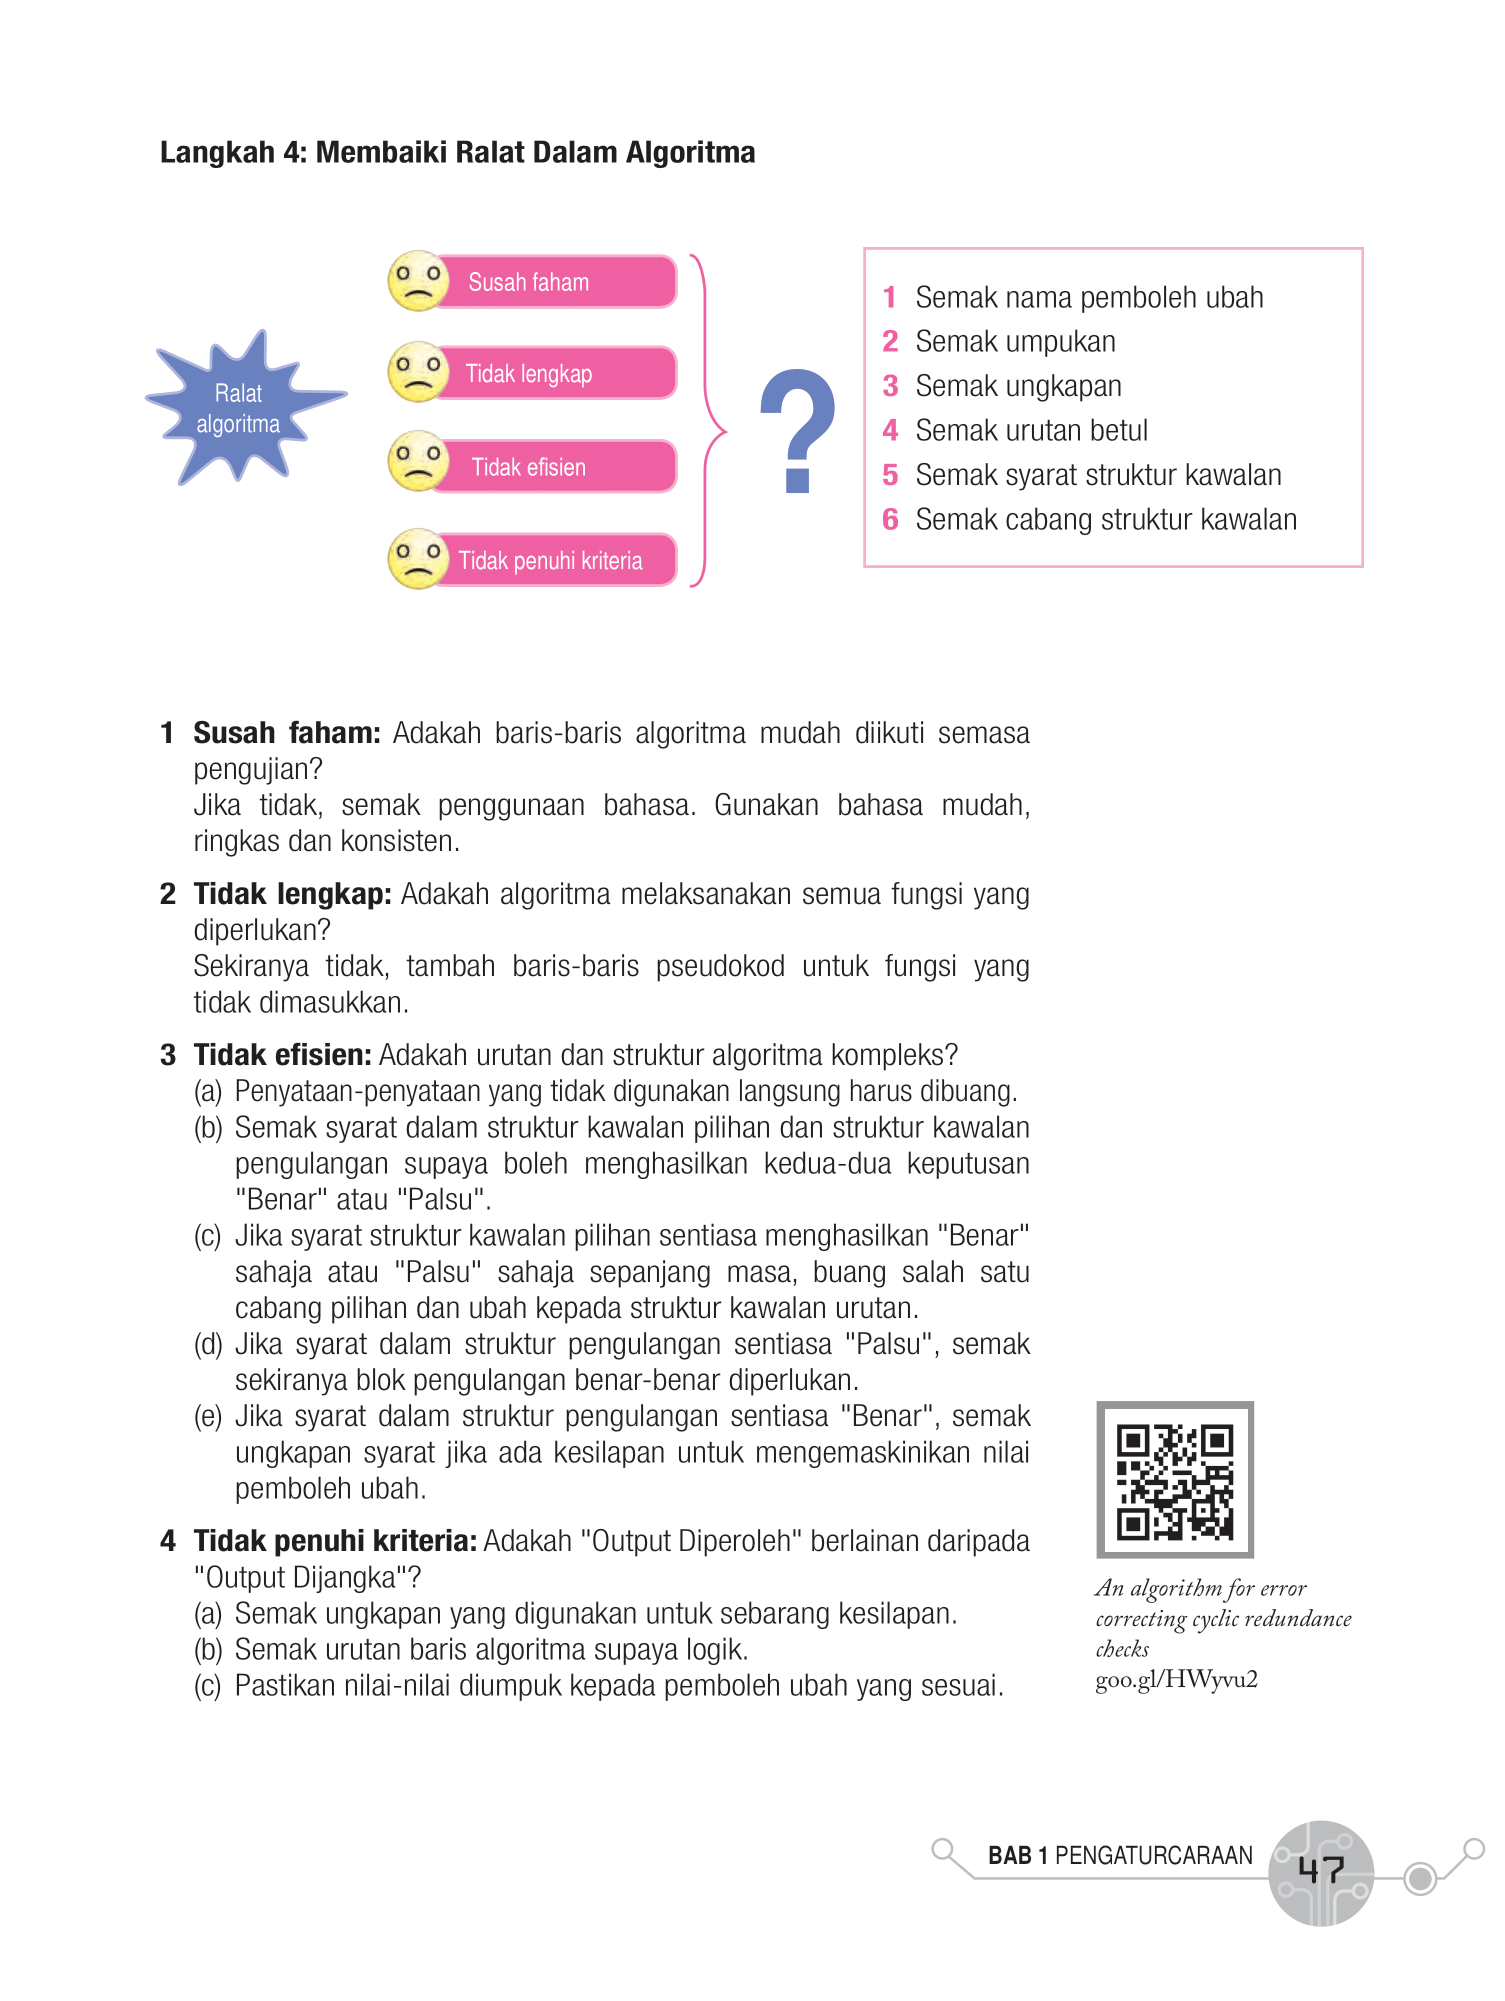 Langkah 4: Membaiki Ralat Dalam Algoritma
Ralat
algoritma
Susah faham
Tidak lengkap
Tidak efisien
Tidak penuhi kriteria
?
1 Semak nama pemboleh ubah
2 Semak umpukan
3 Semak ungkapan
4 Semak urutan betul
5 Semak syarat struktur kawalan
6 Semak cabang struktur kawalan
1 Susah faham: Adakah baris-baris algoritma mudah diikuti semasa
pengujian?
Jika tidak, semak penggunaan bahasa. Gunakan bahasa mudah,
ringkas dan konsisten.
2 Tidak lengkap: Adakah algoritma melaksanakan semua fungsi yang
diperlukan?
Sekiranya tidak, tambah baris-baris pseudokod untuk fungsi yang
tidak dimasukkan.
3 Tidak efisien: Adakah urutan dan struktur algoritma kompleks?
(a) Penyataan-penyataan yang tidak digunakan langsung harus dibuang.
(b) Semak syarat dalam struktur kawalan pilihan dan struktur kawalan
pengulangan supaya boleh menghasilkan kedua-dua keputusan
"Benar" atau "Palsu".
(c) Jika syarat struktur kawalan pilihan sentiasa menghasilkan "Benar"
sahaja atau "Palsu" sahaja sepanjang masa, buang salah satu
cabang pilihan dan ubah kepada struktur kawalan urutan.
(d) Jika syarat dalam struktur pengulangan sentiasa "Palsu", semak
sekiranya blok pengulangan benar-benar diperlukan.
(e) Jika syarat dalam struktur pengulangan sentiasa "Benar", semak
ungkapan syarat jika ada kesilapan untuk mengemaskinikan nilai
pemboleh ubah.
4 Tidak penuhi kriteria: Adakah "Output Diperoleh" berlainan daripada
"Output Dijangka"?
(a) Semak ungkapan yang digunakan untuk sebarang kesilapan.
(b) Semak urutan baris algoritma supaya logik.
(c) Pastikan nilai-nilai diumpuk kepada pemboleh ubah yang sesuai.
An algorithm for error
correcting cyclic redundance
checks
goo.gl/HWyvu2
BAB 1 PENGATURCARAAN
47